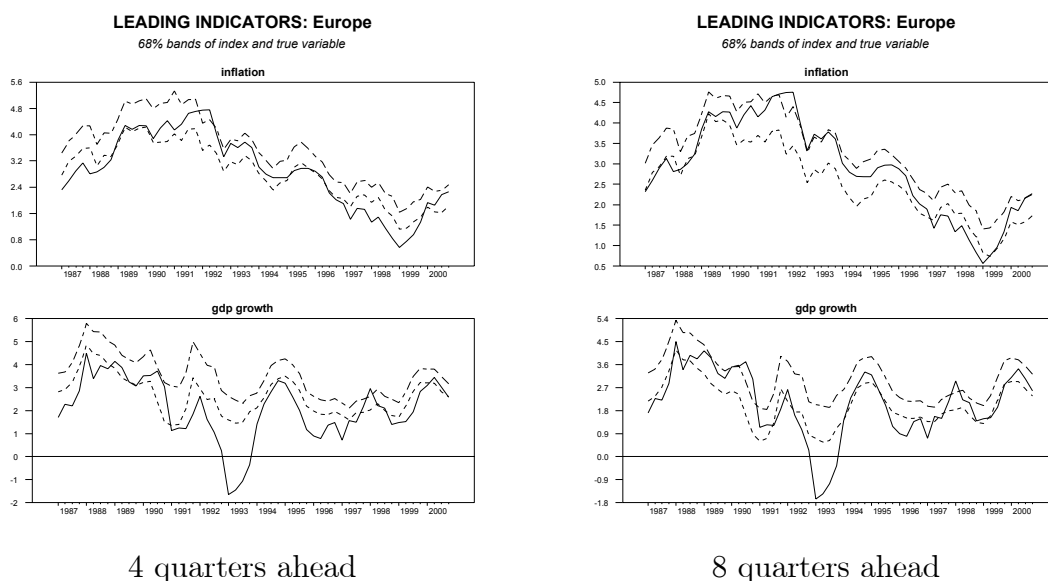 LEADING INDICATORS: Europe
68% bands of index and true variable
inflation
5.6
4.8
4.0
3.2
2.4
1.6
0.8
0.0
1987 1988 1989 1990 1991 1992 1993 1994 1995 1996 1997 1998 1999 2000
gdp growth
6
5
4
3
2
1
0
-1
-2
1987 1988 1989 1990 1991 1992 1993 1994 1995 1996 1997 1998 1999 2000
4 quarters ahead
LEADING INDICATORS: Europe
68% bands of index and true variable
inflation
5.0
4.5
4.0
3.5
3.0
2.5
2.0
1.5
1.0
0.5
1987 1988 1989 1990 1991 1992 1993 1994 1995 1996 1997 1998 1999 2000
gdp growth
5.4
4.5
3.6
2.7
1.8
0.9
0.0
-0.9
-1.8
1987 1988 1989 1990 1991 1992 1993 1994 1995 1996 1997 1998 1999 2000
8 quarters ahead